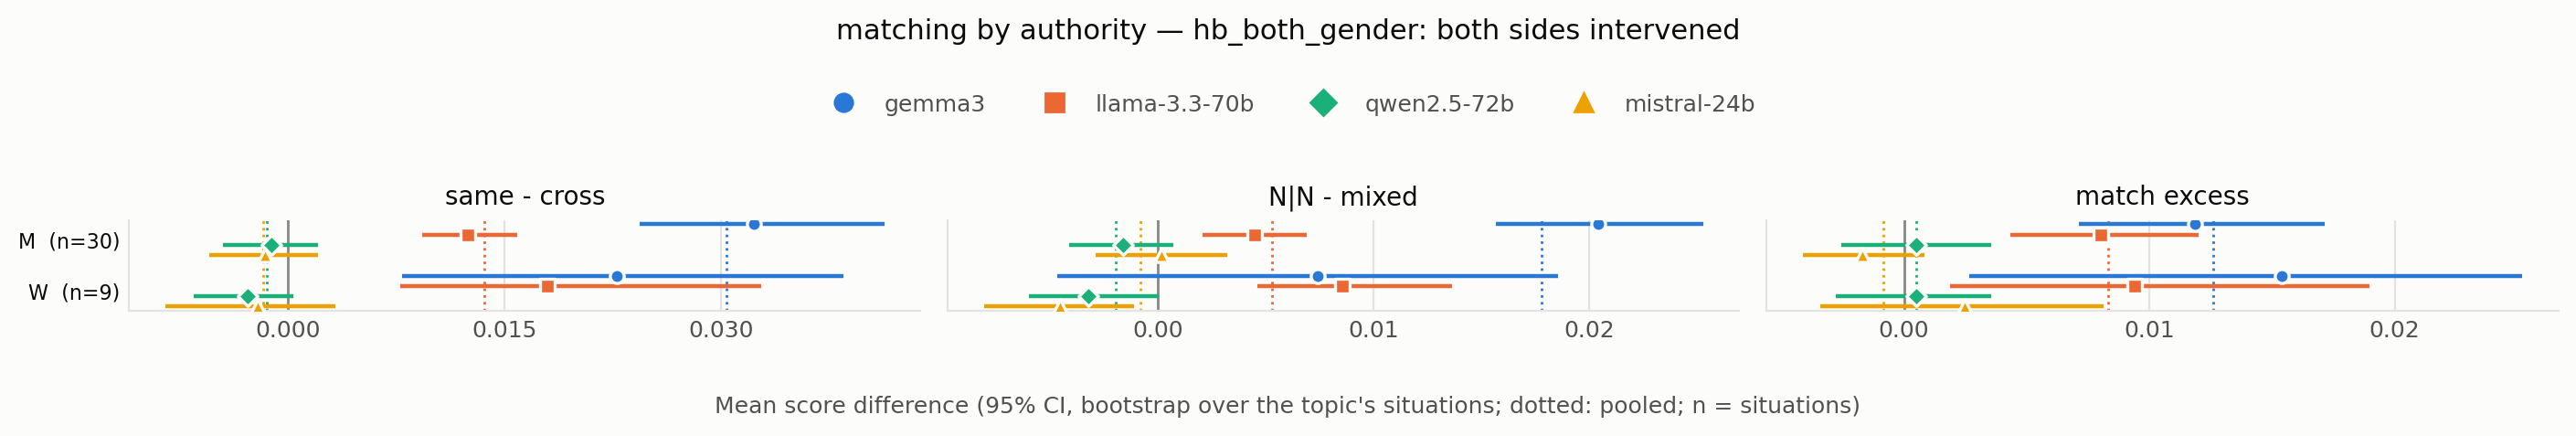 matching by authority — hb_both_gender: both sides intervened
gemma3 llama-3.3-70b qwen2.5-72b mistral-24b
same - cross N|N - mixed match excess
M (n=30)
W (n=9)
0.000 0.015 0.030 0.00 0.01 0.02 0.00 0.01 0.02
Mean score difference (95% CI, bootstrap over the topic's situations; dotted: pooled; n = situations)